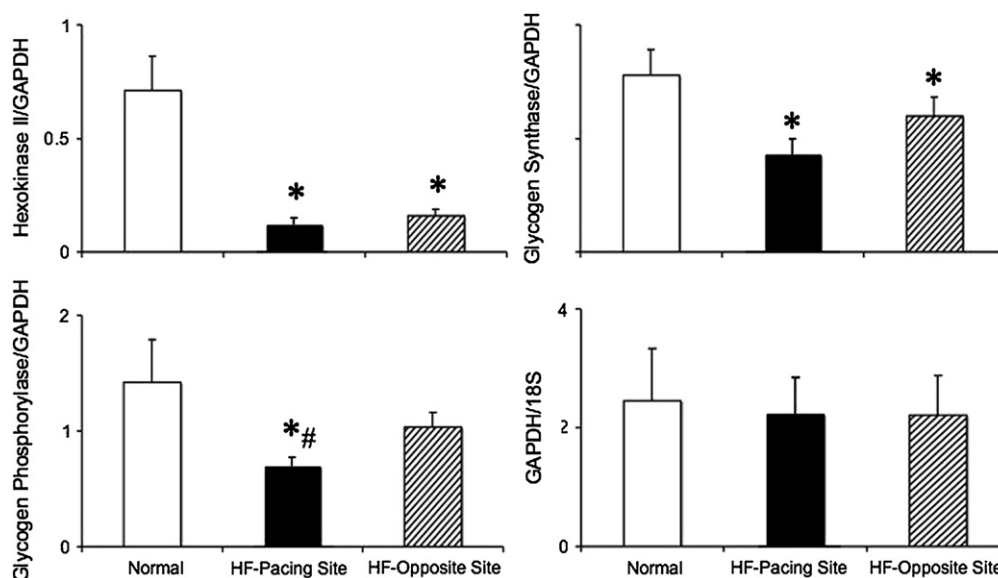 Hexokinase II/GAPDH
1
0.5
0
*
*
Glycogen Synthase/GAPDH
*
*
Glycogen Phosphorylase/GAPDH
2
1
0
*#
Normal HF-Pacing Site HF-Opposite Site
GAPDH/18S
4
2
0
Normal HF-Pacing Site HF-Opposite Site